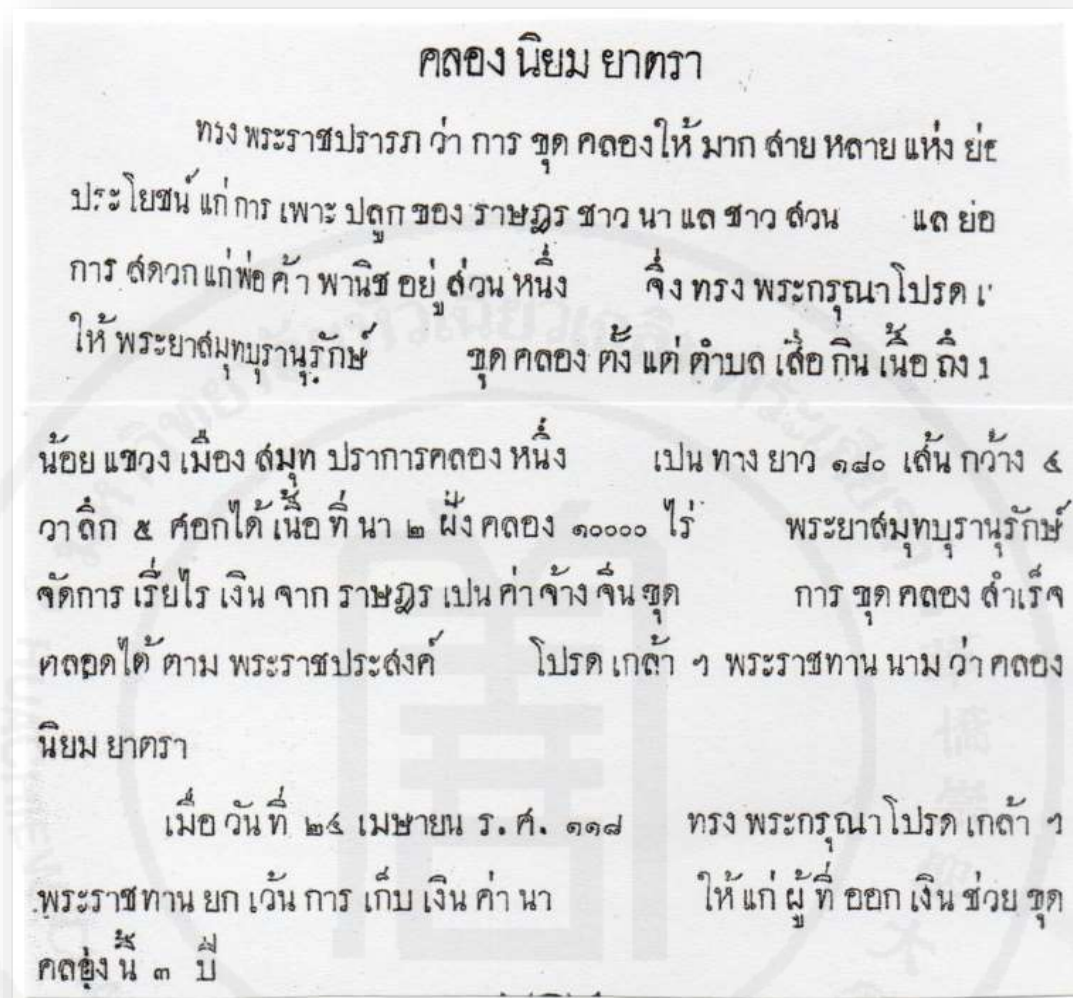 คลอง นิยม ยาตรา
ทรง พระราชปรารภ ว่า การ ขุด คลองให้ มาก สาย หลาย แห่ง
ประโยชน์ แก่ การ เพาะ ปลูก ของ ราษฎร ชาว นา แล ชาว สวน แล
การ สดวก แก่ พ่อ ค้า พานิช อยู่ ส่วน หนึ่ง จึ่ง ทรง พระกรุณาโปรด
ให้ พระยาสมุทบุรานุรักษ์ ขุด คลอง ตั้ง แต่ ตำบล เสือ กิน เนื้อ ถึง
น้อย แขวง เมือง สมุท ปราการคลอง หนึ่ง เปน ทาง ยาว ๑๘๐ เส้น กว้าง ๔
วา ลึก ๕ ศอกได้ เนื้อ ที่ นา ๒ ฝั่ง คลอง ๑๐๐๐๐ ไร่ พระยาสมุทบุรานุรักษ์
จัดการ เรี่ยไร เงิน จาก ราษฎร เปน ค่า จ้าง จีน ขุด การ ขุด คลอง สำเร็จ
ตลอดได้ ตาม พระราชประสงค์ โปรด เกล้า ฯ พระราชทาน นาม ว่า คลอง
นิยม ยาตรา
เมื่อ วัน ที่ ๒๔ เมษายน ร. ศ. ๑๑๘ ทรง พระกรุณาโปรด เกล้า ฯ
พระราชทาน ยก เว้น การ เก็บ เงิน ค่า นา ให้ แก่ ผู้ ที่ ออก เงิน ช่วย ขุด
คลอง นี้ ๓ ปี